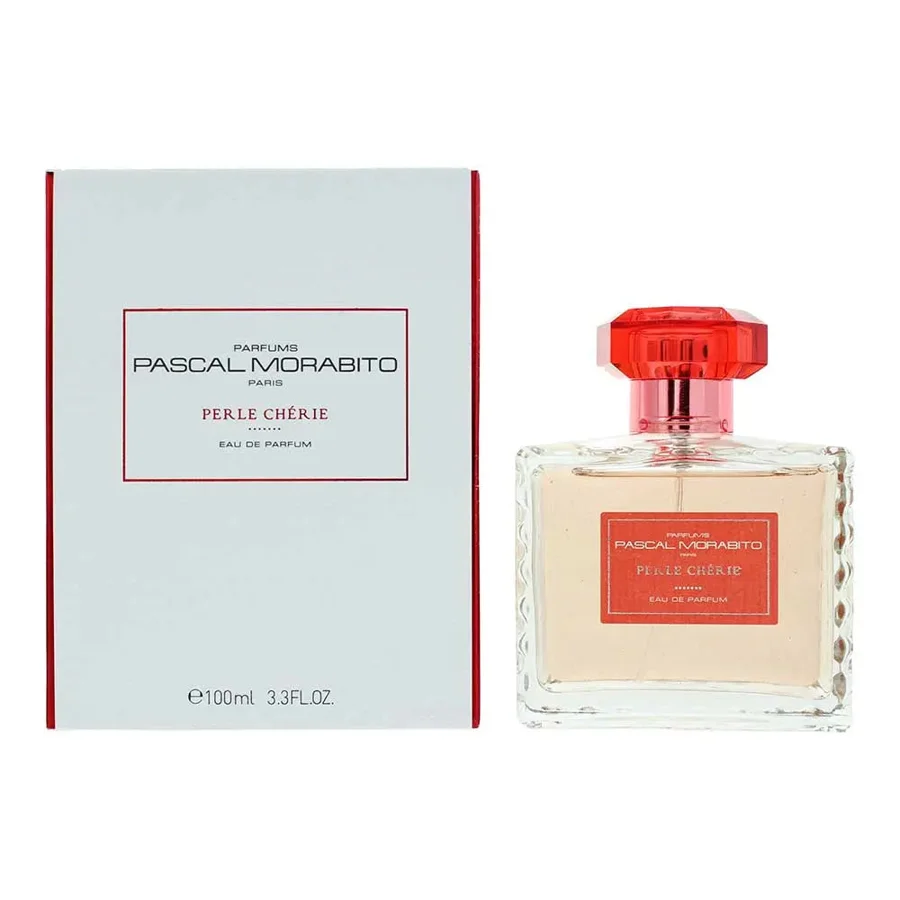 PARFUMS
PASCAL MORABITO
PARIS
PERLE CHÉRIE
EAU DE PARFUM
℮100ml 3.3FL.OZ.
PARFUMS
PASCAL MORABITO
PARIS
PERLE CHÉRIE
EAU DE PARFUM